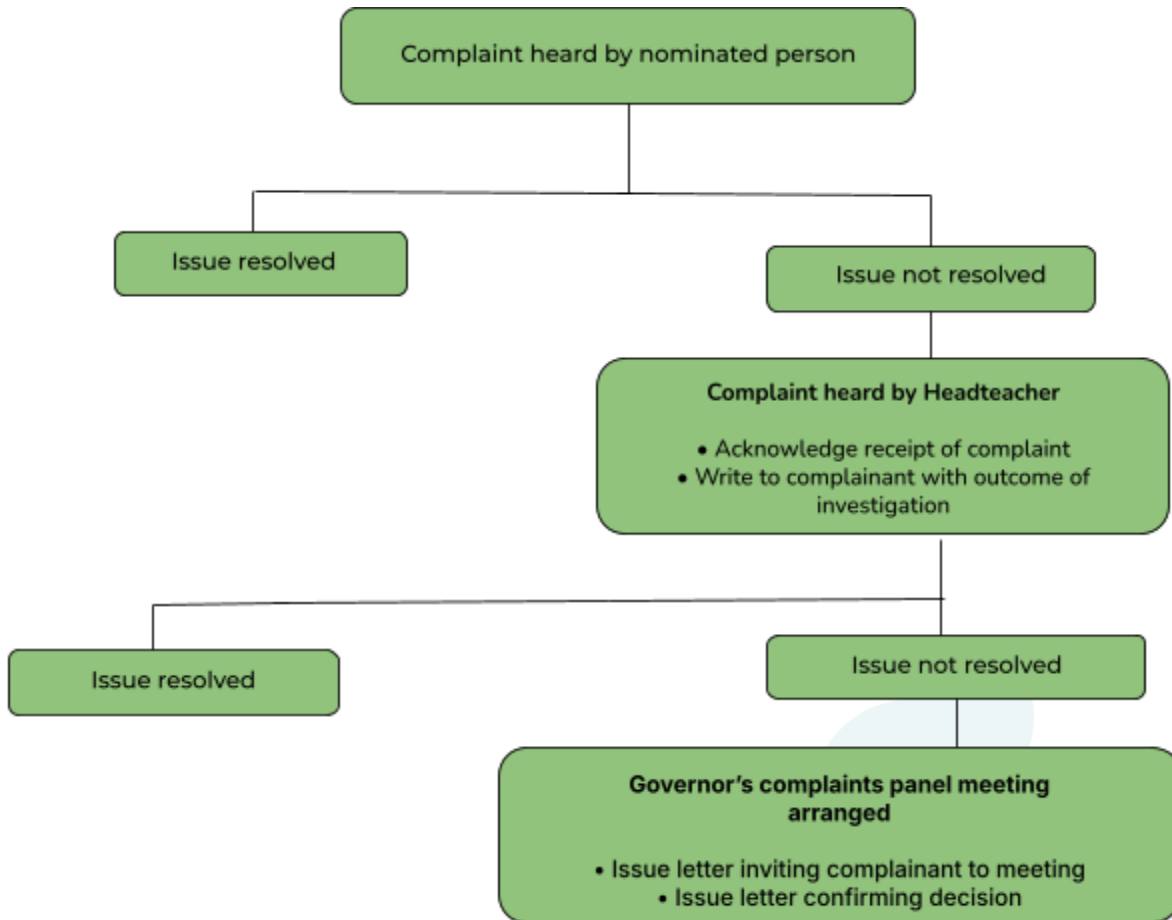 Complaint heard by nominated person
Issue resolved
Issue not resolved
Complaint heard by Headteacher
• Acknowledge receipt of complaint
• Write to complainant with outcome of
investigation
Issue resolved
Issue not resolved
Governor’s complaints panel meeting
arranged
• Issue letter inviting complainant to meeting
• Issue letter confirming decision